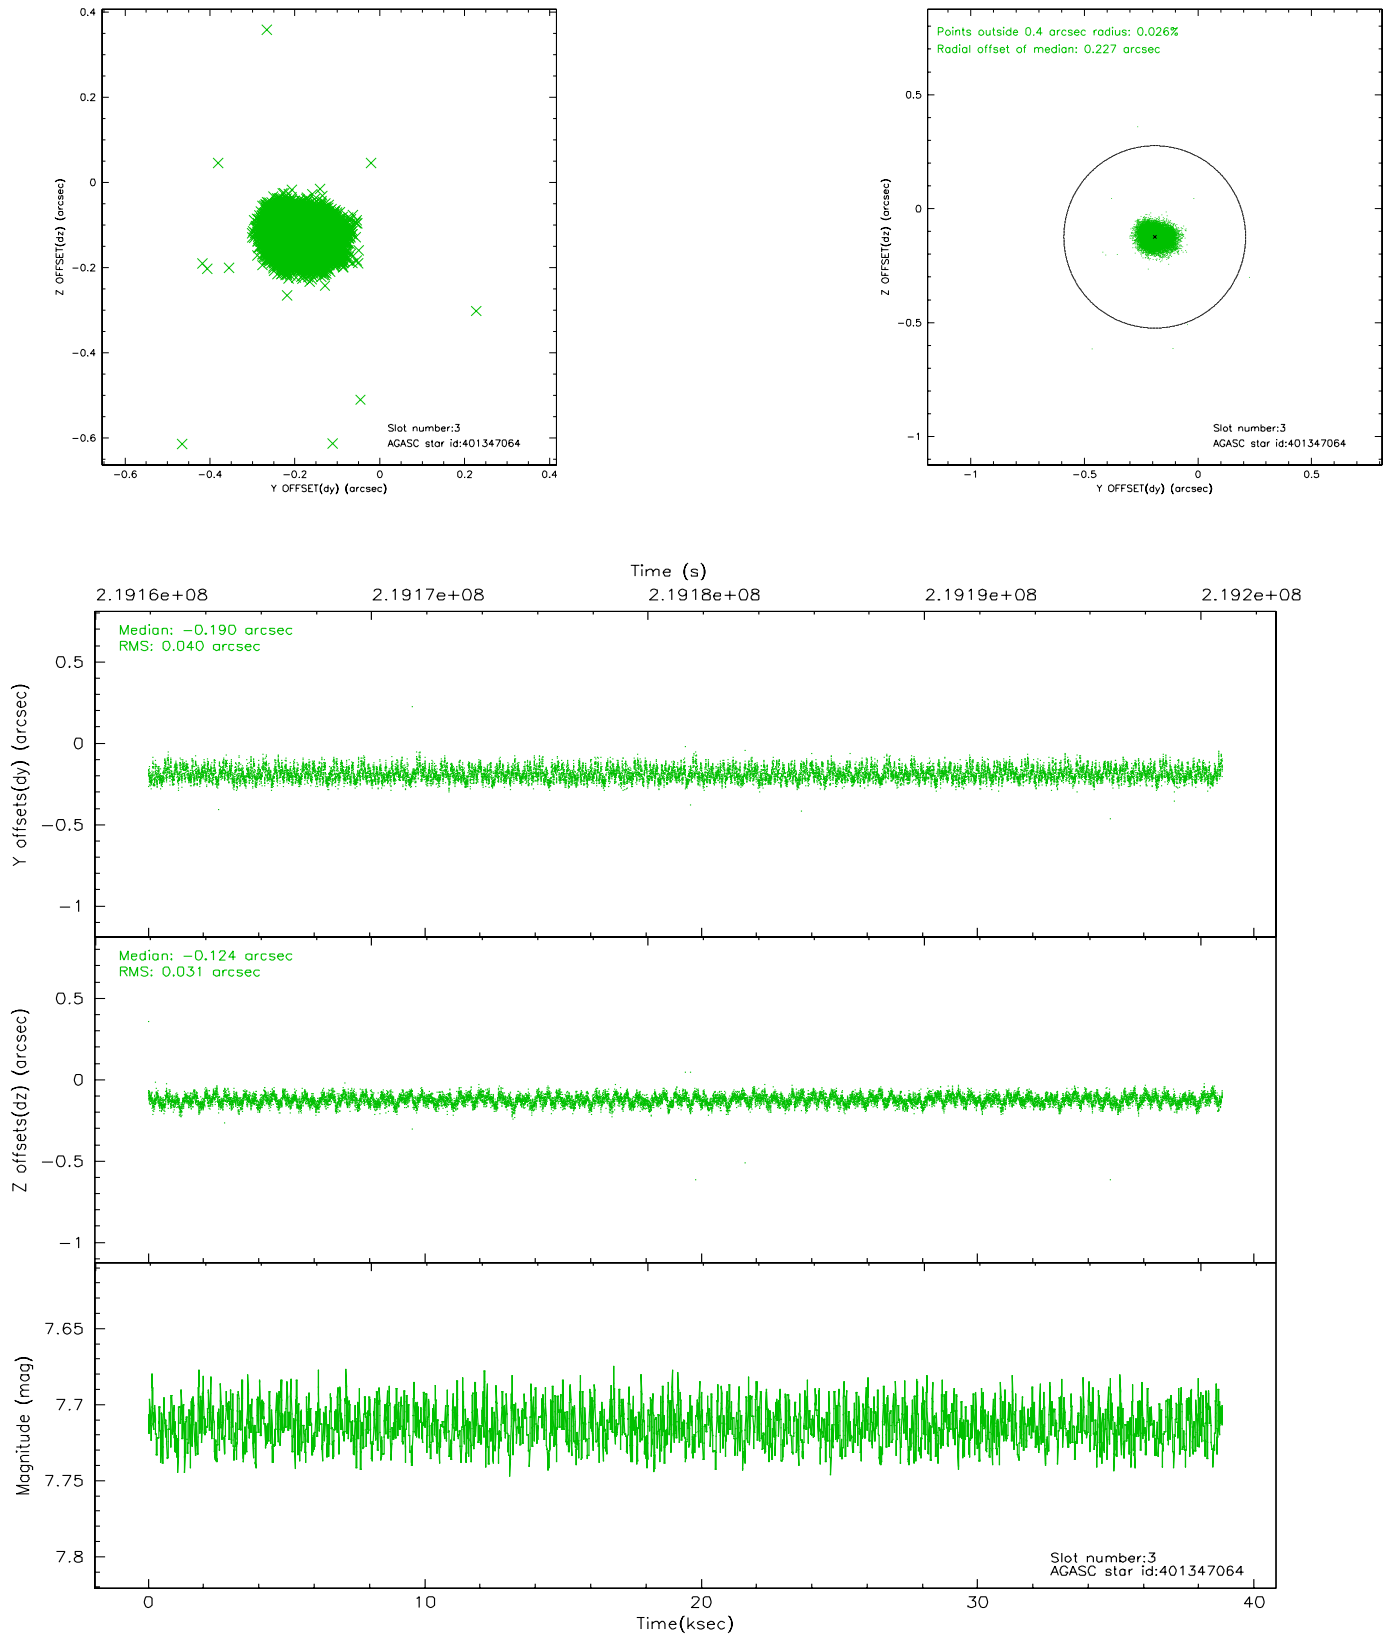 0.4
0.2
0
−0.2
−0.4
−0.6
Z OFFSET(dz) (arcsec)
−0.6
−0.4
−0.2
0
0.2
0.4
Y OFFSET(dy) (arcsec)
Slot number:3
AGASC star id:401347064
Points outside 0.4 arcsec radius: 0.026%
Radial offset of median: 0.227 arcsec
0.5
0
−0.5
−1
Z OFFSET(dz) (arcsec)
−1
−0.5
0
0.5
Y OFFSET(dy) (arcsec)
Slot number:3
AGASC star id:401347064
Time (s)
2.1916e+08
2.1917e+08
2.1918e+08
2.1919e+08
2.192e+08
Median: −0.190 arcsec
RMS: 0.040 arcsec
0.5
0
−0.5
−1
Y offsets(dy) (arcsec)
Median: −0.124 arcsec
RMS: 0.031 arcsec
0.5
0
−0.5
−1
Z offsets(dz) (arcsec)
7.65
7.7
7.75
7.8
Magnitude (mag)
Slot number:3
AGASC star id:401347064
0
10
20
30
40
Time(ksec)